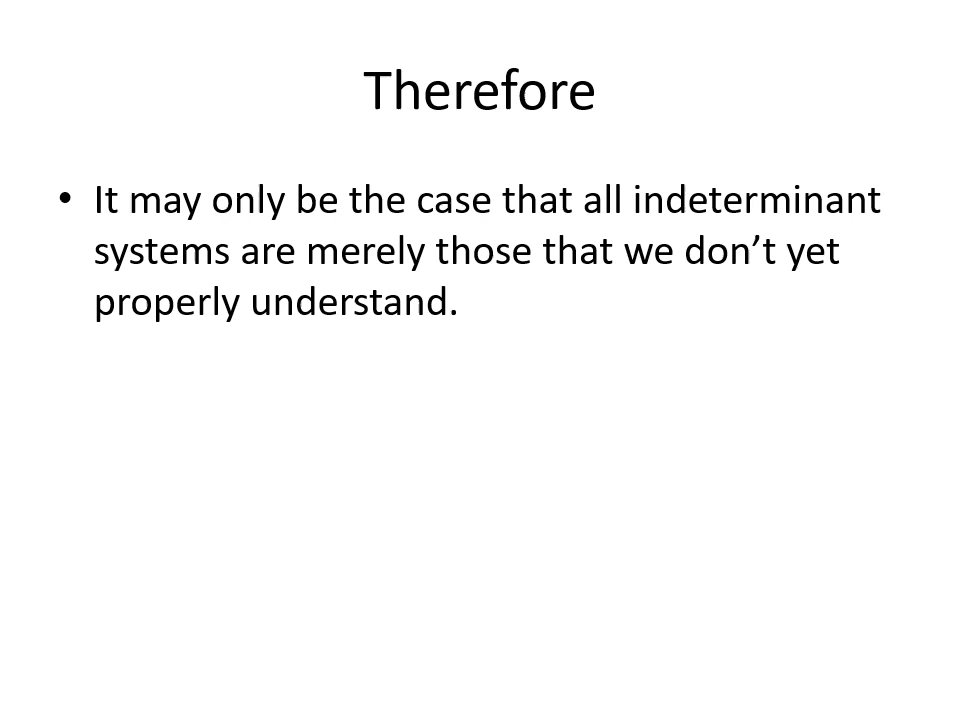 Therefore
• It may only be the case that all indeterminant
systems are merely those that we don’t yet
properly understand.